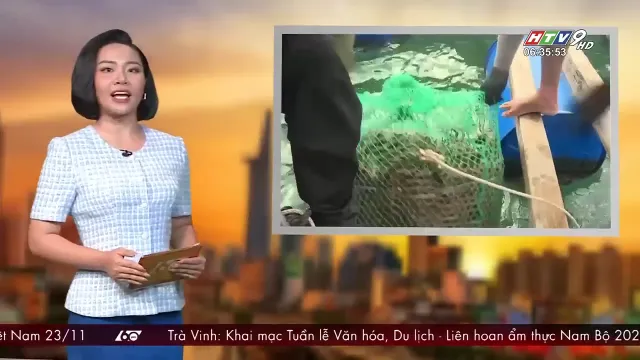 HTV9 HD
06:35:53
ệt Nam 23/11 60 Trà Vinh: Khai mạc Tuần lễ Văn hóa, Du lịch - Liên hoan ẩm thực Nam Bộ 202